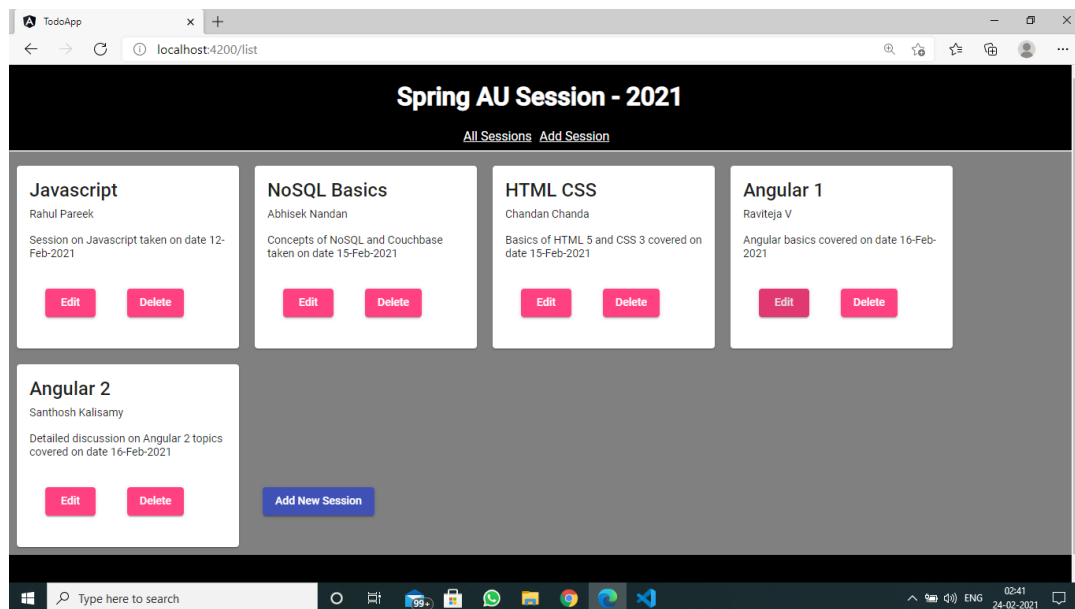 TodoApp
localhost:4200/list
Spring AU Session - 2021
All Sessions Add Session
Javascript
Rahul Pareek
Session on Javascript taken on date 12-
Feb-2021
Edit Delete
NoSQL Basics
Abhisek Nandan
Concepts of NoSQL and Couchbase
taken on date 15-Feb-2021
Edit Delete
HTML CSS
Chandan Chanda
Basics of HTML 5 and CSS 3 covered on
date 15-Feb-2021
Edit Delete
Angular 1
Raviteja V
Angular basics covered on date 16-Feb-
2021
Edit Delete
Angular 2
Santhosh Kalisamy
Detailed discussion on Angular 2 topics
covered on date 16-Feb-2021
Edit Delete
Add New Session
Type here to search
99+
ENG
02:41
24-02-2021